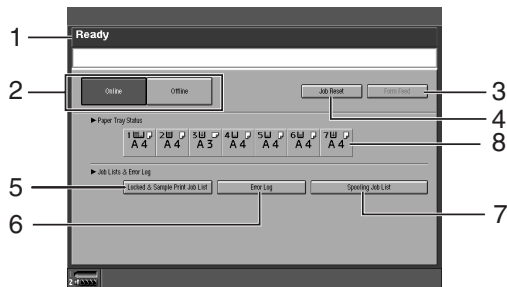 1 Ready
2 Online Offline Job Reset Form Feed 3
4
▶ Paper Tray Status
1 2 3 4 5 6 7
A4 A4 A3 A4 A4 A4 A4 8
▶ Job Lists & Error Log
5 Locked & Sample Print Job List Error Log Spooling Job List
6 7